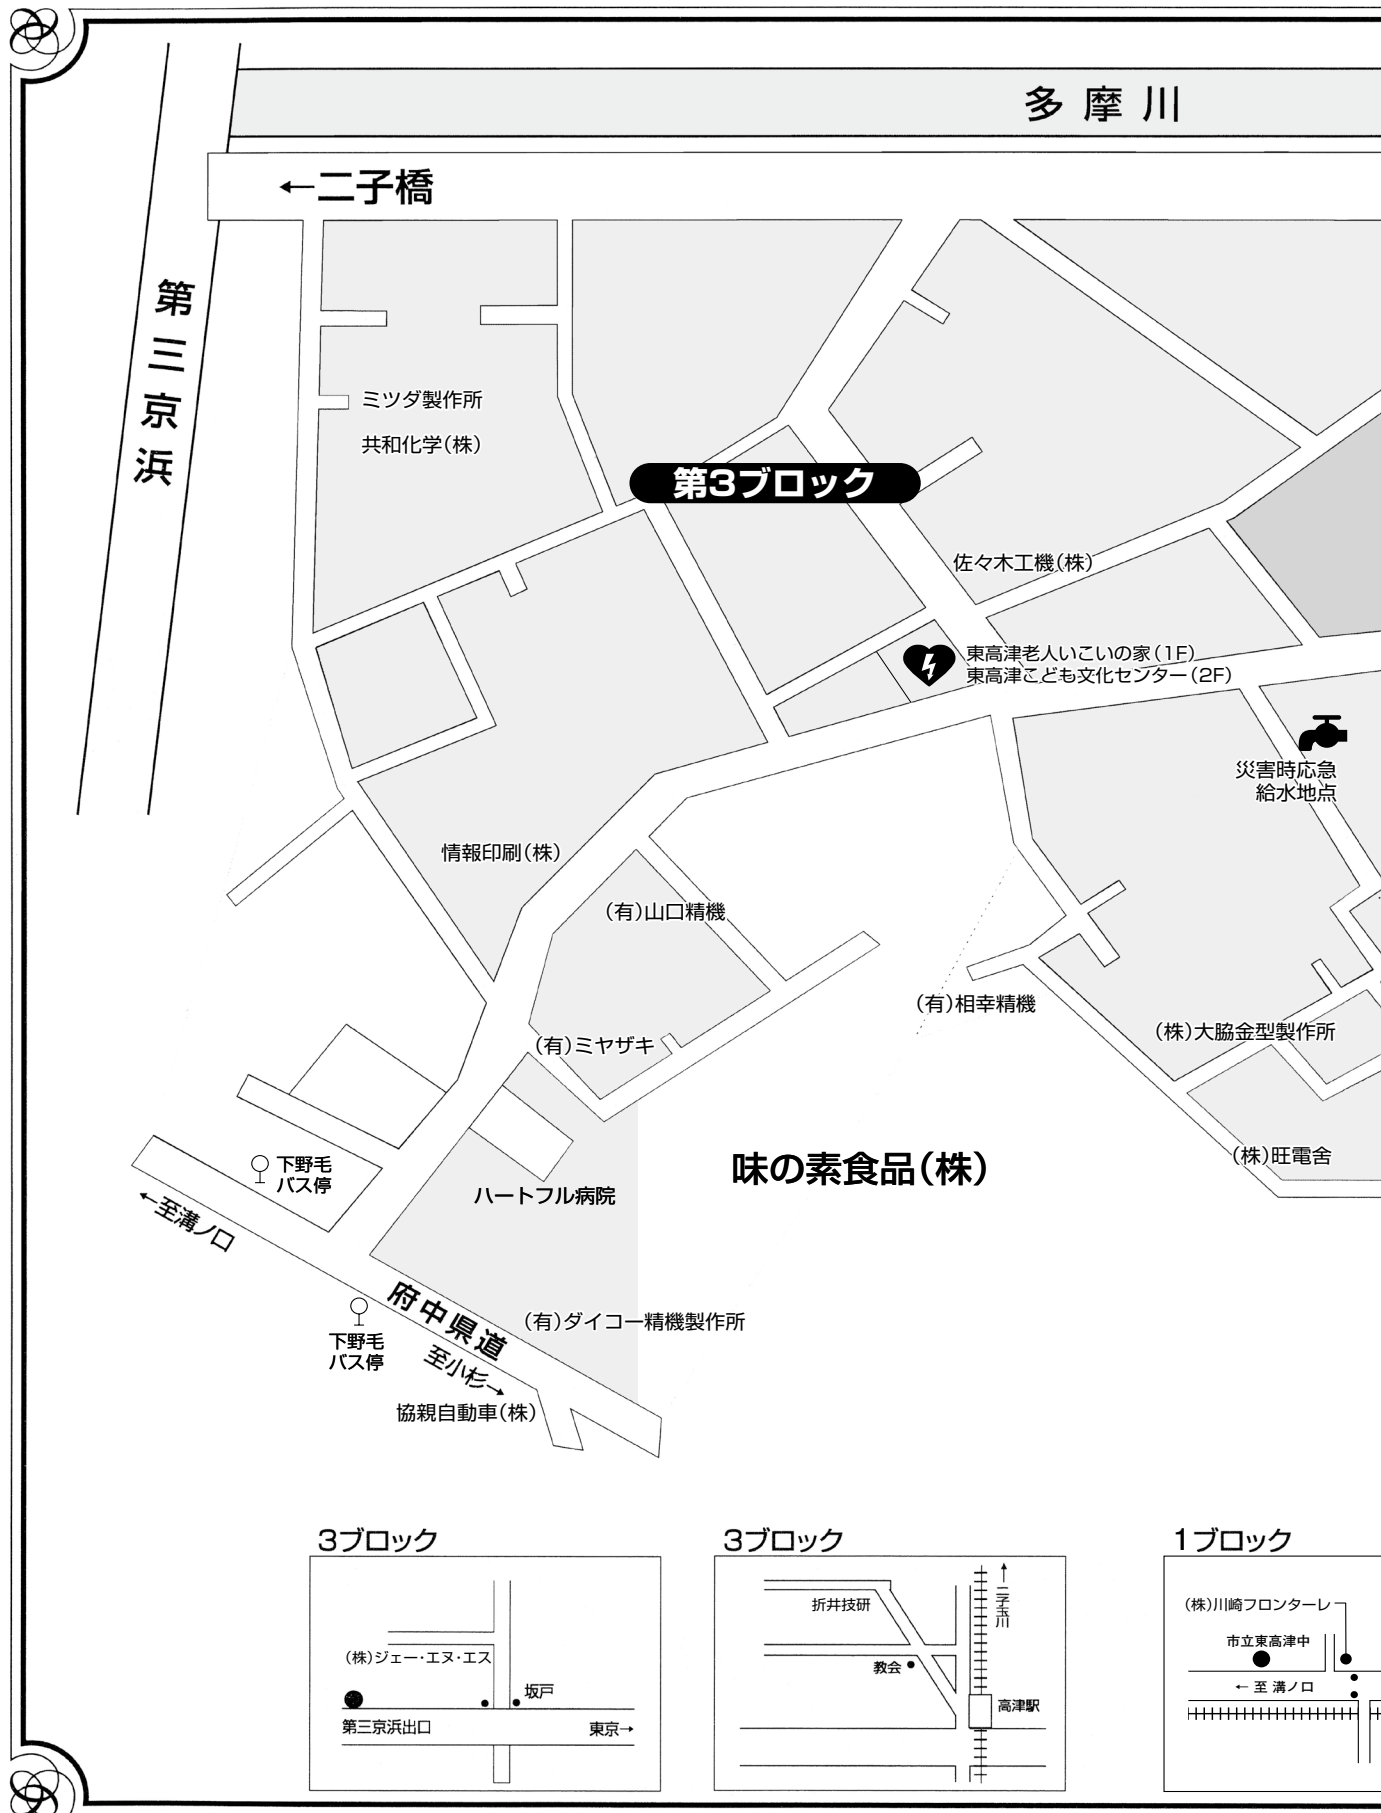 多摩川
←二子橋
第三京浜
ミツダ製作所
共和化学(株)
第3ブロック
佐々木工機(株)
東高津老人いこいの家(1F)
東高津こども文化センター(2F)
災害時応急
給水地点
情報印刷(株)
(有)山口精機
(有)相幸精機
(有)ミヤザキ
(株)大脇金型製作所
(株)旺電舎
味の素食品(株)
下野毛
バス停
ハートフル病院
←至溝ノ口
府中県道
(有)ダイコー精機製作所
下野毛
バス停
至小杉→
協親自動車(株)
3ブロック
(株)ジェー・エヌ・エス
坂戸
第三京浜出口
東京→
3ブロック
→二子玉川
折井技研
教会
高津駅
1ブロック
(株)川崎フロンターレ
市立東高津中
← 至 溝ノ口